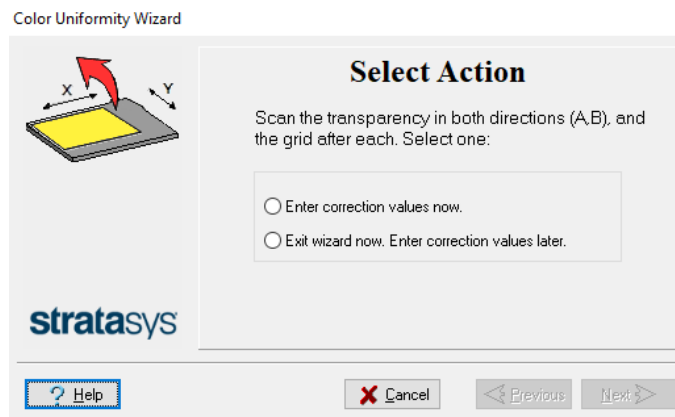 Color Uniformity Wizard
Select Action
X
Y
Scan the transparency in both directions (A,B), and
the grid after each. Select one:
Enter correction values now.
Exit wizard now. Enter correction values later.
stratasys
? Help
Cancel
Previous
Next